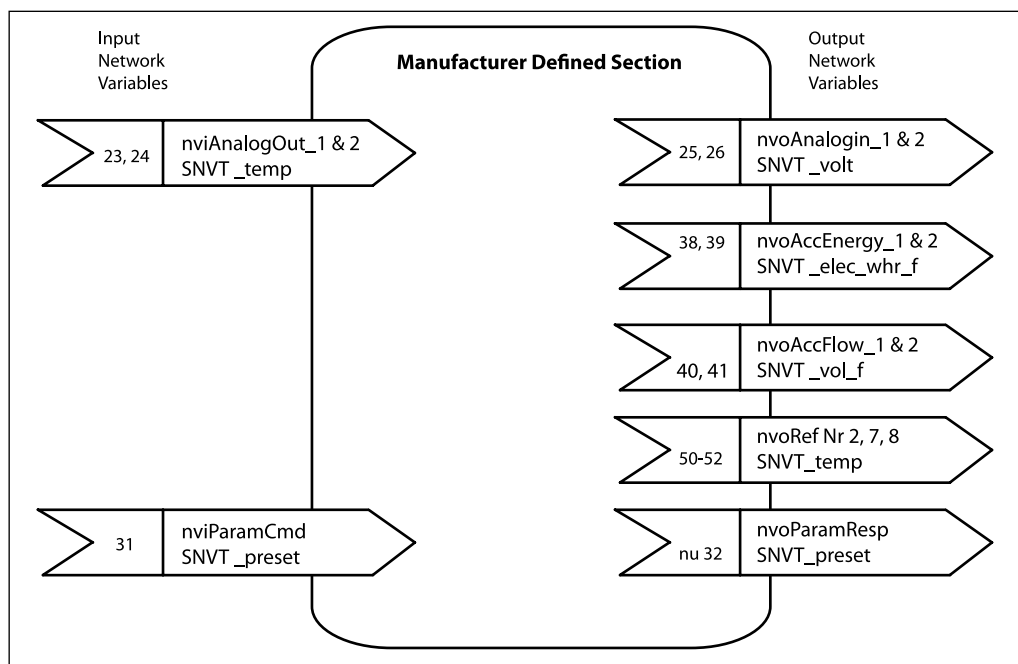 Input
Network
Variables
Manufacturer Defined Section
Output
Network
Variables
23, 24
nviAnalogOut_1 & 2
SNVT _temp
25, 26
nvoAnalogin_1 & 2
SNVT _volt
38, 39
nvoAccEnergy_1 & 2
SNVT _elec_whr_f
40, 41
nvoAccFlow_1 & 2
SNVT _vol_f
50-52
nvoRef Nr 2, 7, 8
SNVT_temp
31
nviParamCmd
SNVT _preset
nu 32
nvoParamResp
SNVT _preset